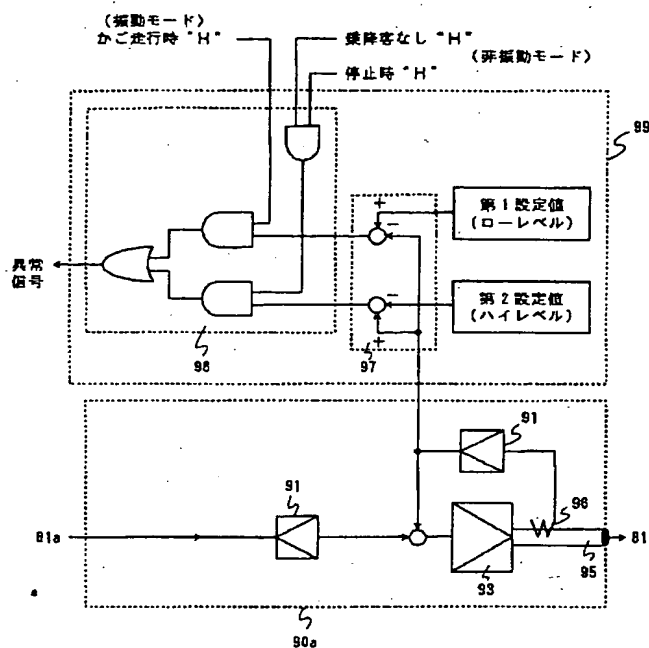 (振動モード)
かご走行時 "H"
乗降客なし "H"
停止時 "H"
(非振動モード)
99
第1設定値
(ローレベル)
異常
信号
第2設定値
(ハイレベル)
+
-
-
+
98
97
91
91
96
81a
81
93
95
90a